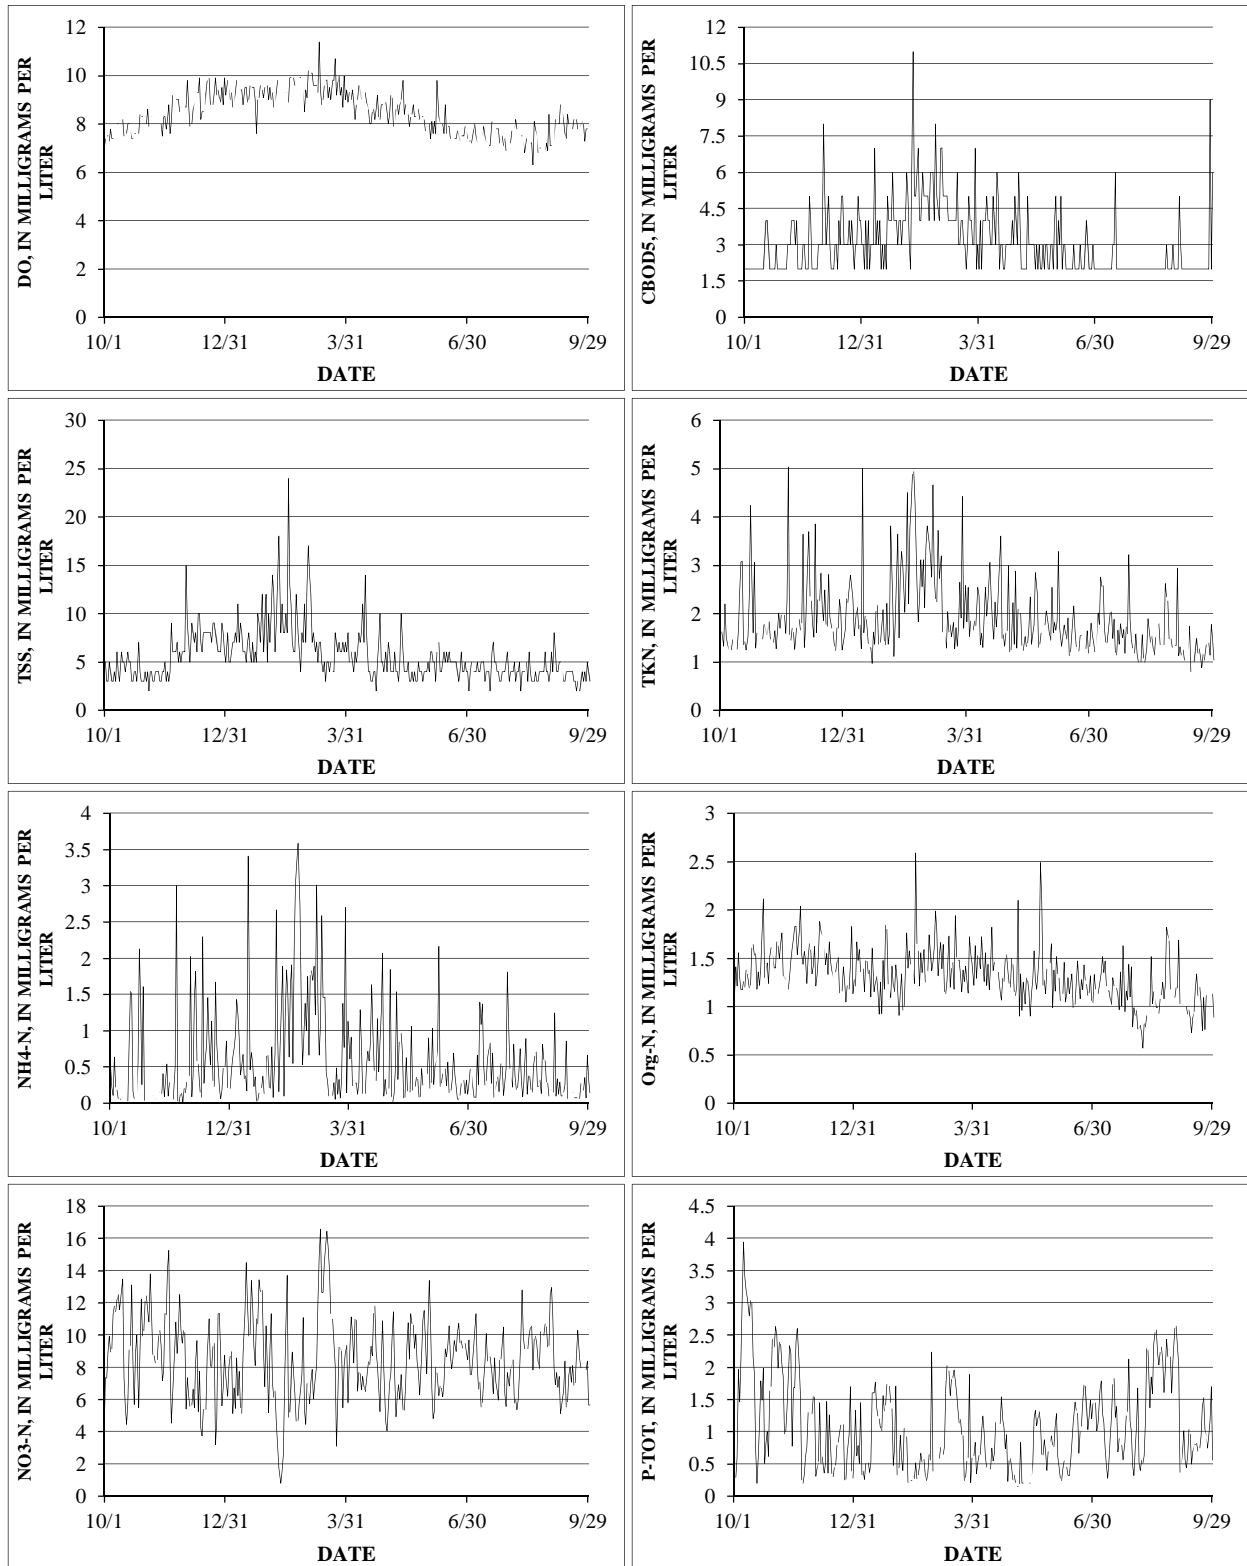 DO, IN MILLIGRAMS PER
LITER
12
10
8
6
4
2
0
10/1 12/31 3/31 6/30 9/29
DATE
CBOD5, IN MILLIGRAMS PER
LITER
12
10.5
9
7.5
6
4.5
3
1.5
0
10/1 12/31 3/31 6/30 9/29
DATE
TSS, IN MILLIGRAMS PER
LITER
30
25
20
15
10
5
0
10/1 12/31 3/31 6/30 9/29
DATE
TKN, IN MILLIGRAMS PER
LITER
6
5
4
3
2
1
0
10/1 12/31 3/31 6/30 9/29
DATE
NH4-N, IN MILLIGRAMS PER
LITER
4
3.5
3
2.5
2
1.5
1
0.5
0
10/1 12/31 3/31 6/30 9/29
DATE
Org-N, IN MILLIGRAMS PER
LITER
3
2.5
2
1.5
1
0.5
0
10/1 12/31 3/31 6/30 9/29
DATE
NO3-N, IN MILLIGRAMS PER
LITER
18
16
14
12
10
8
6
4
2
0
10/1 12/31 3/31 6/30 9/29
DATE
P-TOT, IN MILLIGRAMS PER
LITER
4.5
4
3.5
3
2.5
2
1.5
1
0.5
0
10/1 12/31 3/31 6/30 9/29
DATE